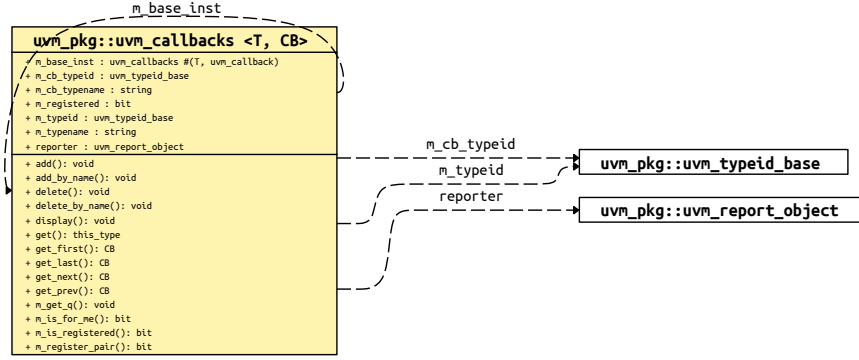 m_base_inst
uvm_pkg::uvm_callbacks <T, CB>
+ m_base_inst : uvm_callbacks #(T, uvm_callback)
+ m_cb_typeid : uvm_typeid_base
+ m_cb_typename : string
+ m_registered : bit
+ m_typeid : uvm_typeid_base
+ m_typename : string
+ reporter : uvm_report_object
+ add(): void
+ add_by_name(): void
+ delete(): void
+ delete_by_name(): void
+ display(): void
+ get(): this_type
+ get_first(): CB
+ get_last(): CB
+ get_next(): CB
+ get_prev(): CB
+ m_get_q(): void
+ m_is_for_me(): bit
+ m_is_registered(): bit
+ m_register_pair(): bit
m_cb_typeid
m_typeid
reporter
uvm_pkg::uvm_typeid_base
uvm_pkg::uvm_report_object